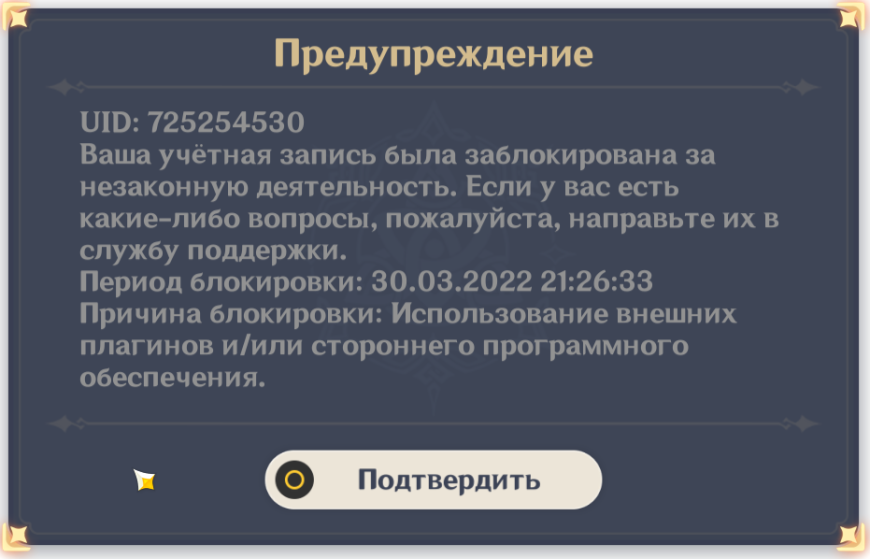 Предупреждение
UID: 725254530
Ваша учётная запись была заблокирована за
незаконную деятельность. Если у вас есть
какие-либо вопросы, пожалуйста, направьте их в
службу поддержки.
Период блокировки: 30.03.2022 21:26:33
Причина блокировки: Использование внешних
плагинов и/или стороннего программного
обеспечения.
Подтвердить